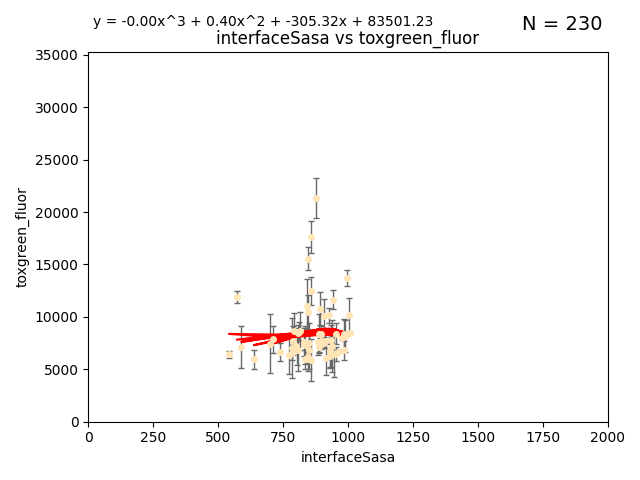 y = -0.00x^3 + 0.40x^2 + -305.32x + 83501.23
N = 230
interfaceSasa vs toxgreen_fluor
35000
30000
25000
20000
15000
10000
5000
0
toxgreen_fluor
0 250 500 750 1000 1250 1500 1750 2000
interfaceSasa